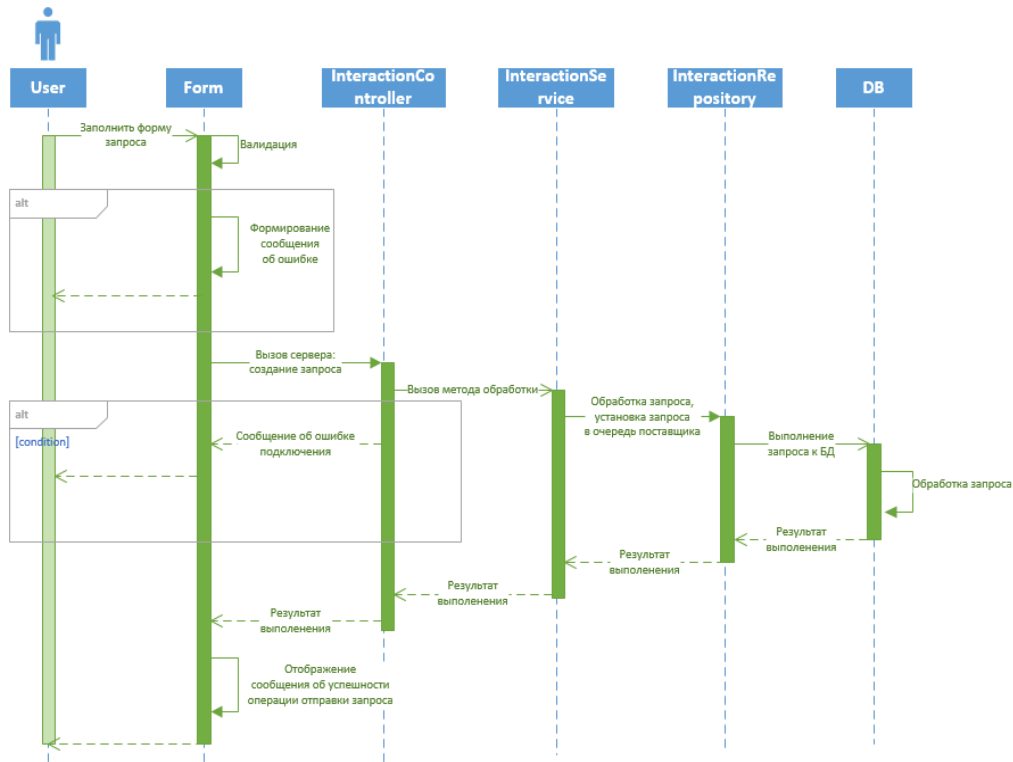 User
Form
InteractionCo
ntroller
InteractionSe
rvice
InteractionRe
pository
DB
Заполнить форму
запроса
Валидация
alt
Формирование
сообщения
об ошибке
Вызов сервера:
создание запроса
Вызов метода обработки
Обработка запроса,
установка запроса
в очередь поставщика
alt
[condition]
Сообщение об ошибке
подключения
Выполнение
запроса к БД
Обработка запроса
Результат
выполенения
Результат
выполенения
Результат
выполенения
Результат
выполенения
Отображение
сообщения об успешности
операции отправки запроса